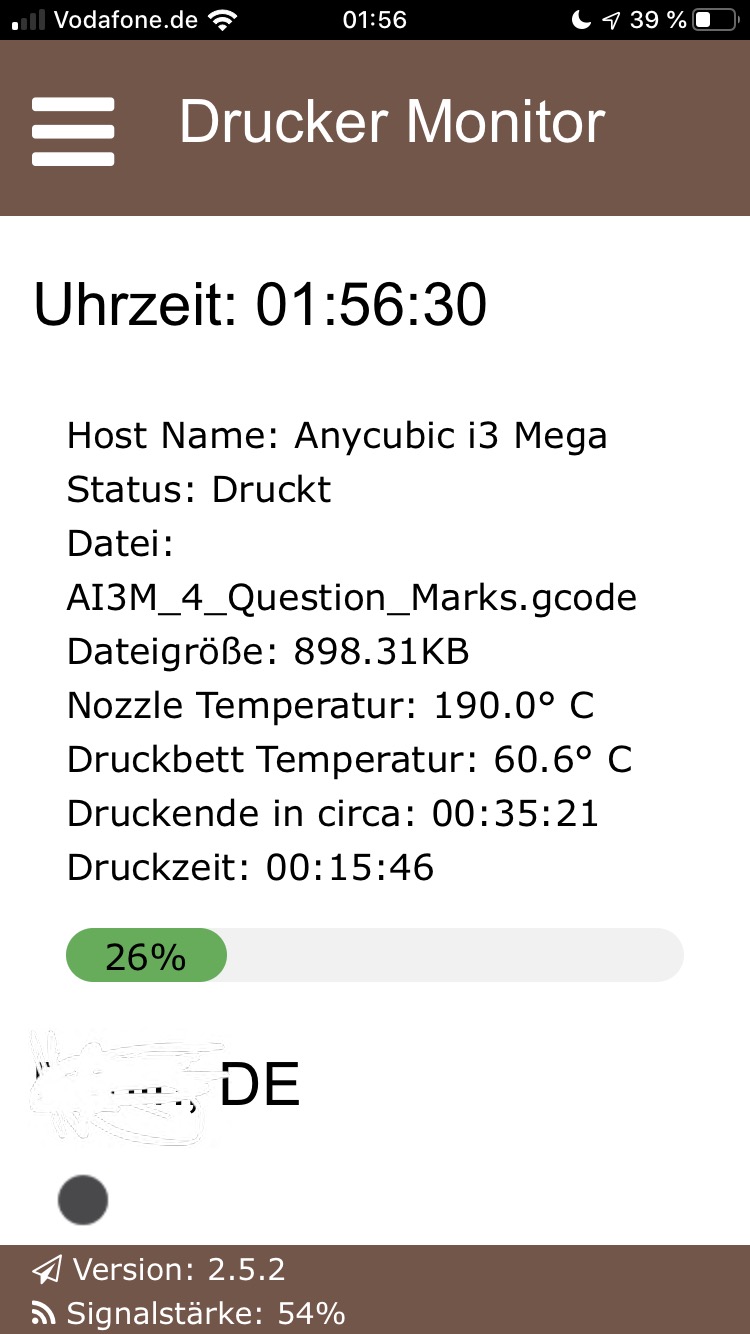 Vodafone.de 01:56 39 %
Drucker Monitor
Uhrzeit: 01:56:30
Host Name: Anycubic i3 Mega
Status: Druckt
Datei:
AI3M_4_Question_Marks.gcode
Dateigröße: 898.31KB
Nozzle Temperatur: 190.0° C
Druckbett Temperatur: 60.6° C
Druckende in circa: 00:35:21
Druckzeit: 00:15:46
26%
DE
Version: 2.5.2
Signalstärke: 54%